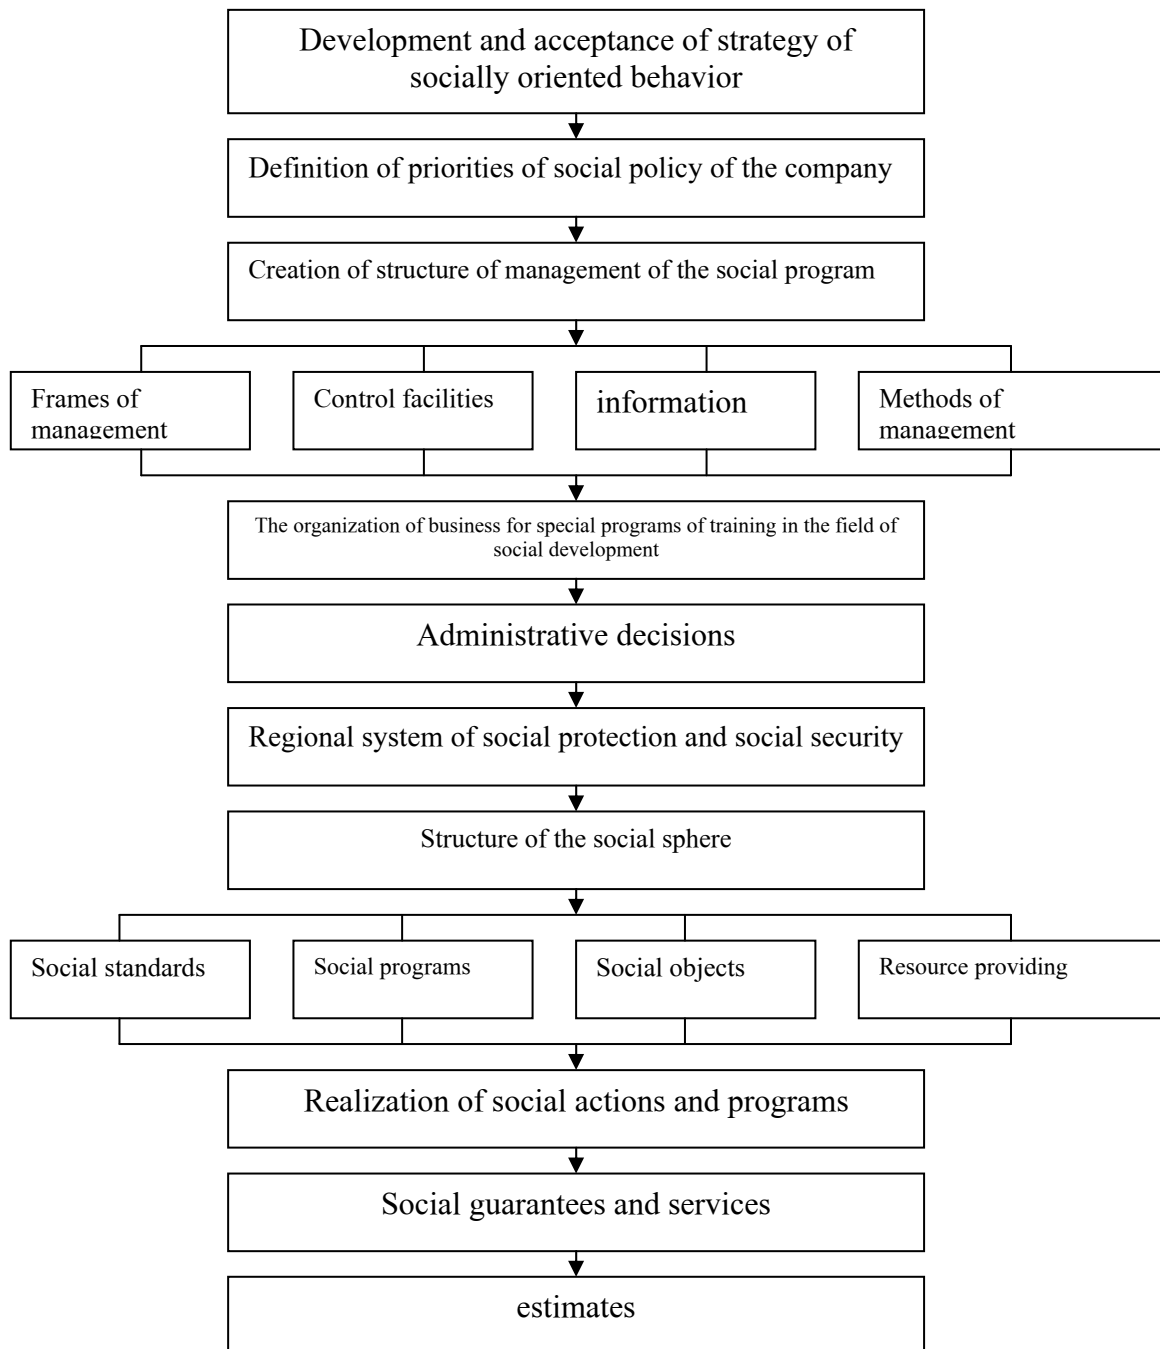 Development and acceptance of strategy of
socially oriented behavior
Definition of priorities of social policy of the company
Creation of structure of management of the social program
Frames of
management
Control facilities
information
Methods of
management
The organization of business for special programs of training in the field of
social development
Administrative decisions
Regional system of social protection and social security
Structure of the social sphere
Social standards
Social programs
Social objects
Resource providing
Realization of social actions and programs
Social guarantees and services
estimates